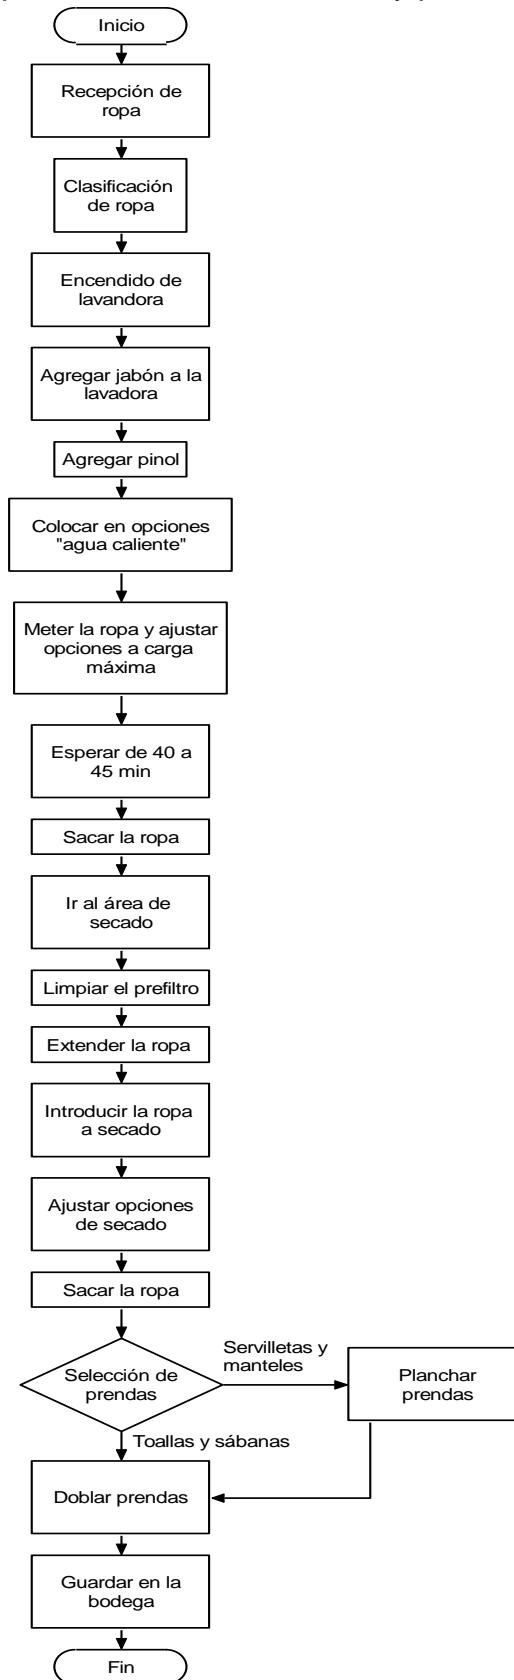 Inicio
Recepción de
ropa
Clasificación
de ropa
Encendido de
lavandora
Agregar jabón a la
lavadora
Agregar pinol
Colocar en opciones
"agua caliente"
Meter la ropa y ajustar
opciones a carga
máxima
Esperar de 40 a
45 min
Sacar la ropa
Ir al área de
secado
Limpiar el prefiltro
Extender la ropa
Introducir la ropa
a secado
Ajustar opciones
de secado
Sacar la ropa
Selección de
prendas
Servilletas y
manteles
Planchar
prendas
Toallas y sábanas
Doblar prendas
Guardar en la
bodega
Fin